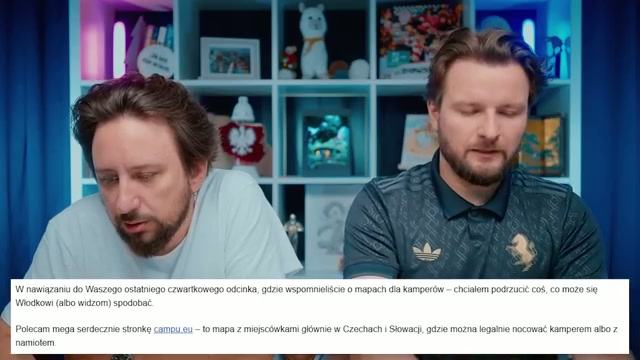 W nawiązaniu do Waszego ostatniego czwartkowego odcinka, gdzie wspomnieliście o mapach dla kamperów – chciałem podrzucić coś, co może się
Włodkowi (albo widzom) spodobać.
Polecam mega serdecznie stronkę campu.eu – to mapa z miejscówkami głównie w Czechach i Słowacji, gdzie można legalnie nocować kamperem albo z
namiotem.